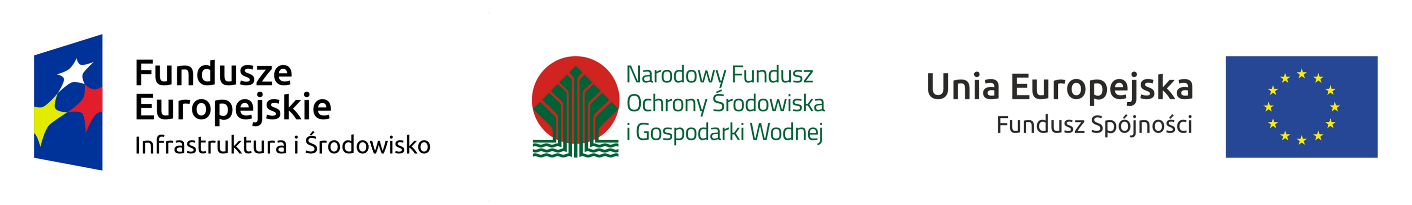 Fundusze
Europejskie
Infrastruktura i Środowisko
Narodowy Fundusz
Ochrony Środowiska
i Gospodarki Wodnej
Unia Europejska
Fundusz Spójności